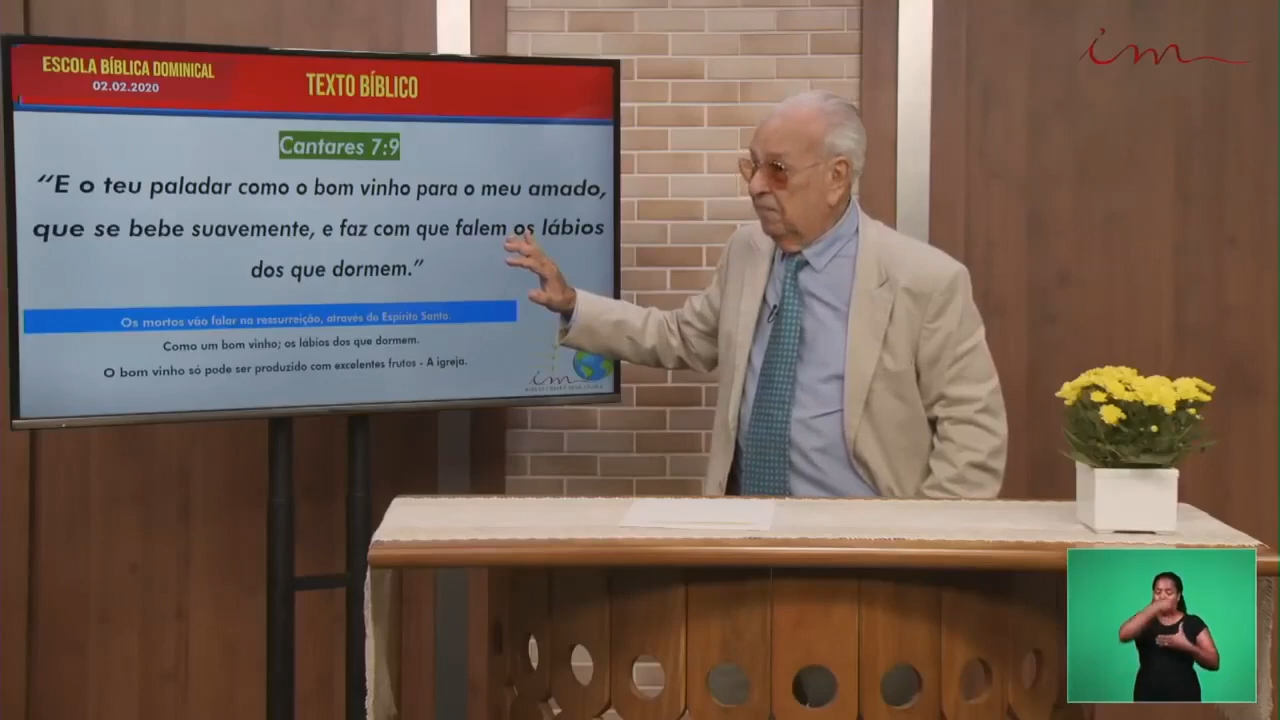 ESCOLA BÍBLICA DOMINICAL
02.02.2020
TEXTO BÍBLICO
Cantares 7:9
“E o teu paladar como o bom vinho para o meu amado,
que se bebe suavemente, e faz com que falem os lábios
dos que dormem.”
Os mortos vão falar na ressurreição, através do Espírito Santo.
Como um bom vinho; os lábios dos que dormem.
O bom vinho só pode ser produzido com excelentes frutos - A igreja.
im
im